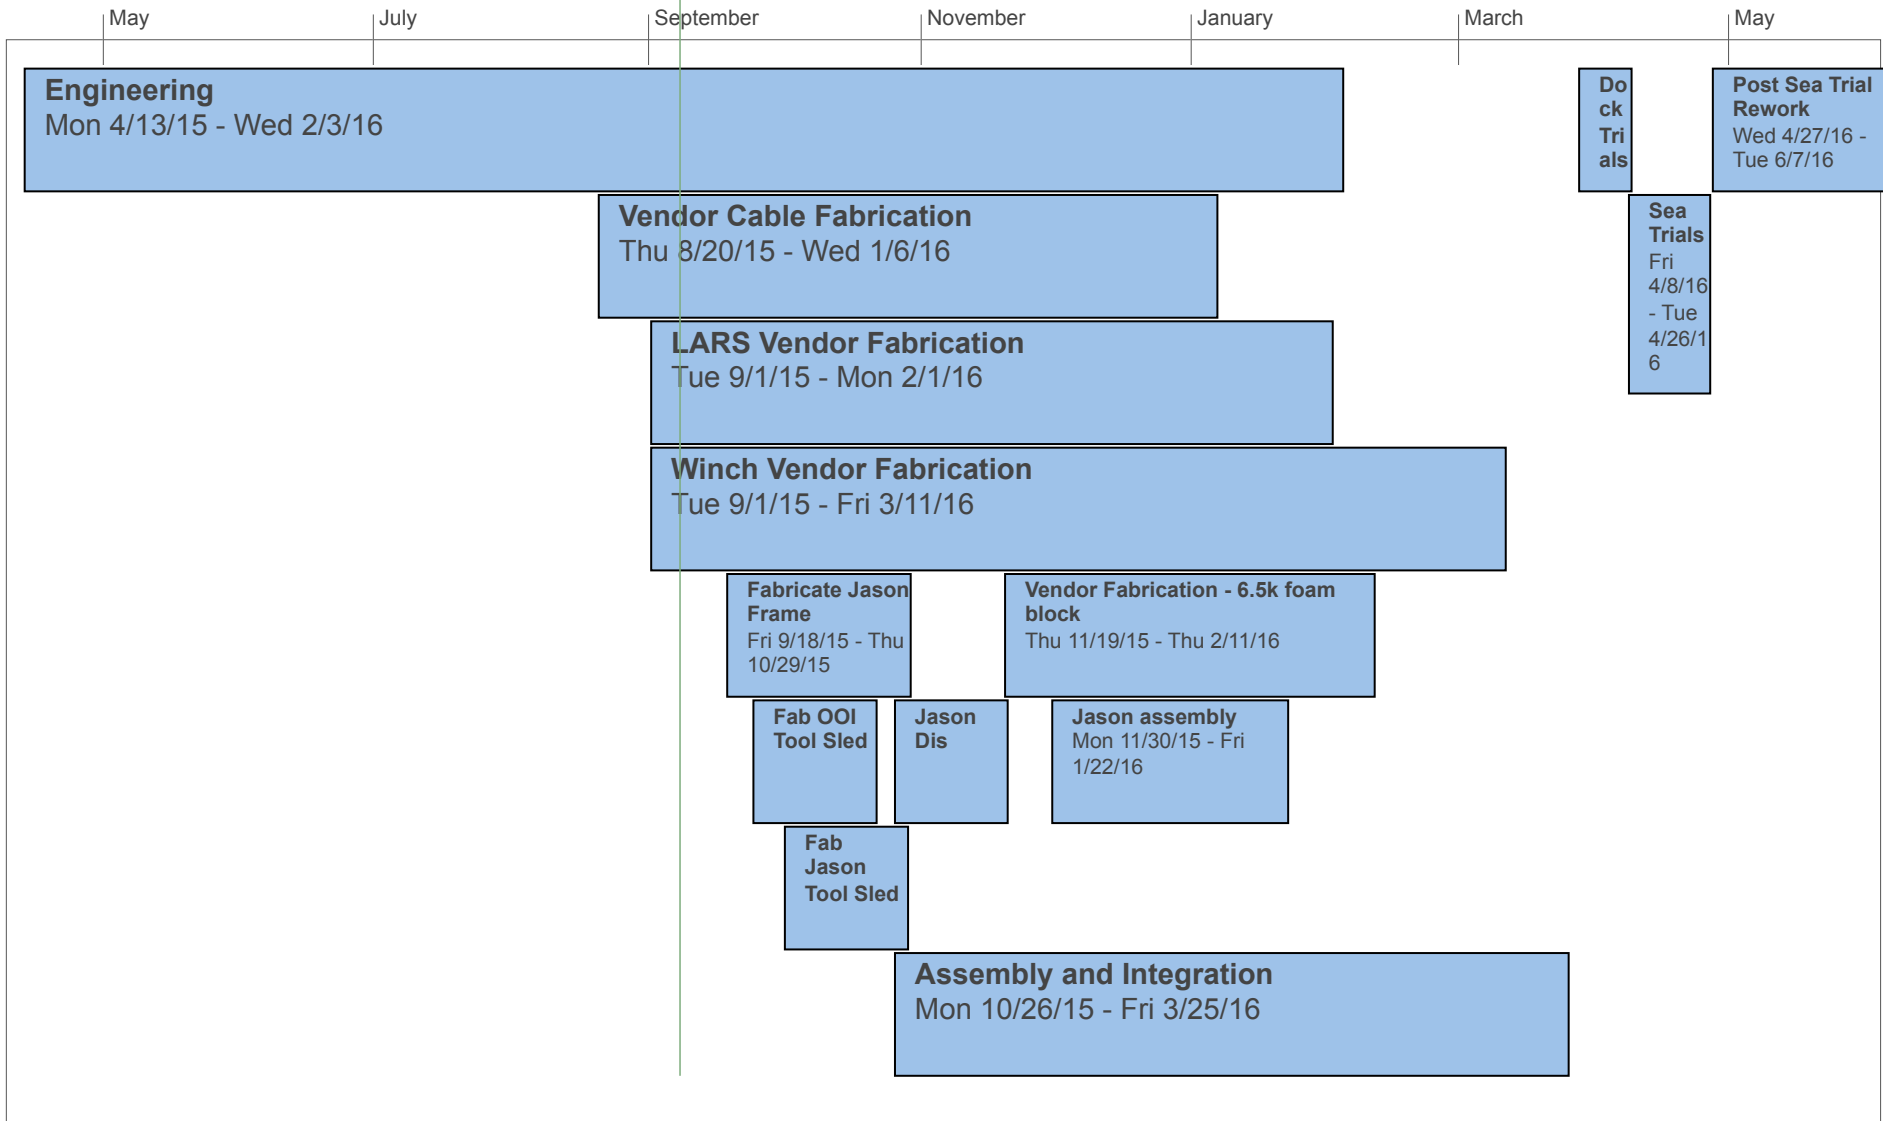 May
July
September
November
January
March
May
Engineering
Mon 4/13/15 - Wed 2/3/16
Do
ck
Tri
als
Post Sea Trial
Rework
Wed 4/27/16 -
Tue 6/7/16
Vendor Cable Fabrication
Thu 8/20/15 - Wed 1/6/16
Sea
Trials
Fri
4/8/16
- Tue
4/26/1
6
LARS Vendor Fabrication
Tue 9/1/15 - Mon 2/1/16
Winch Vendor Fabrication
Tue 9/1/15 - Fri 3/11/16
Fabricate Jason
Frame
Fri 9/18/15 - Thu
10/29/15
Vendor Fabrication - 6.5k foam
block
Thu 11/19/15 - Thu 2/11/16
Fab OOI
Tool Sled
Jason
Dis
Jason assembly
Mon 11/30/15 - Fri
1/22/16
Fab
Jason
Tool Sled
Assembly and Integration
Mon 10/26/15 - Fri 3/25/16